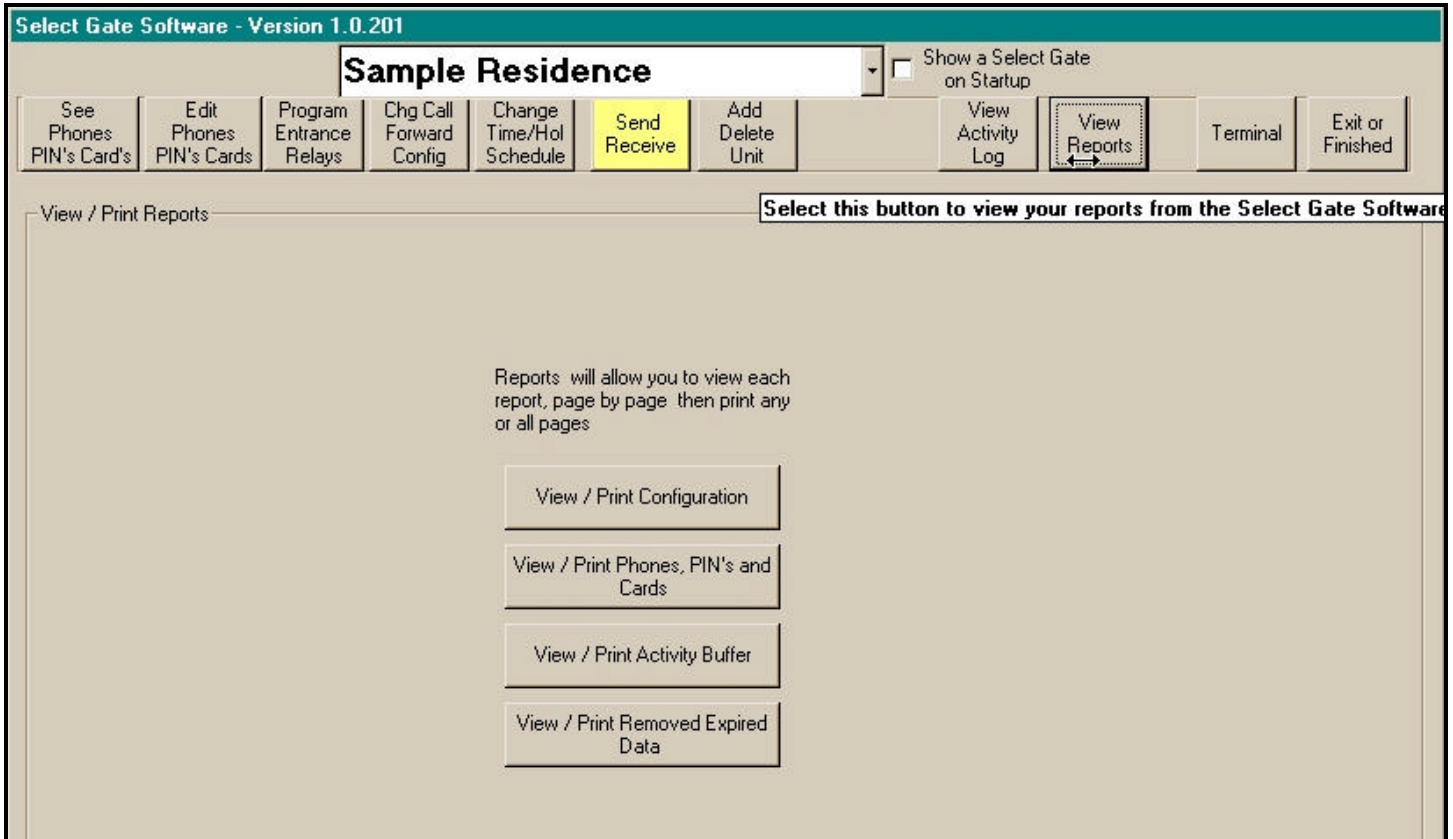 Select Gate Software - Version 1.0.201
Sample Residence
Show a Select Gate
on Startup
See
Phones
PIN's Card's
Edit
Phones
PIN's Cards
Program
Entrance
Relays
Chg Call
Forward
Config
Change
Time/Hol
Schedule
Send
Receive
Add
Delete
Unit
View
Activity
Log
View
Reports
Terminal
Exit or
Finished
View / Print Reports
Select this button to view your reports from the Select Gate Software
Reports will allow you to view each
report, page by page then print any
or all pages
View / Print Configuration
View / Print Phones, PIN's and
Cards
View / Print Activity Buffer
View / Print Removed Expired
Data